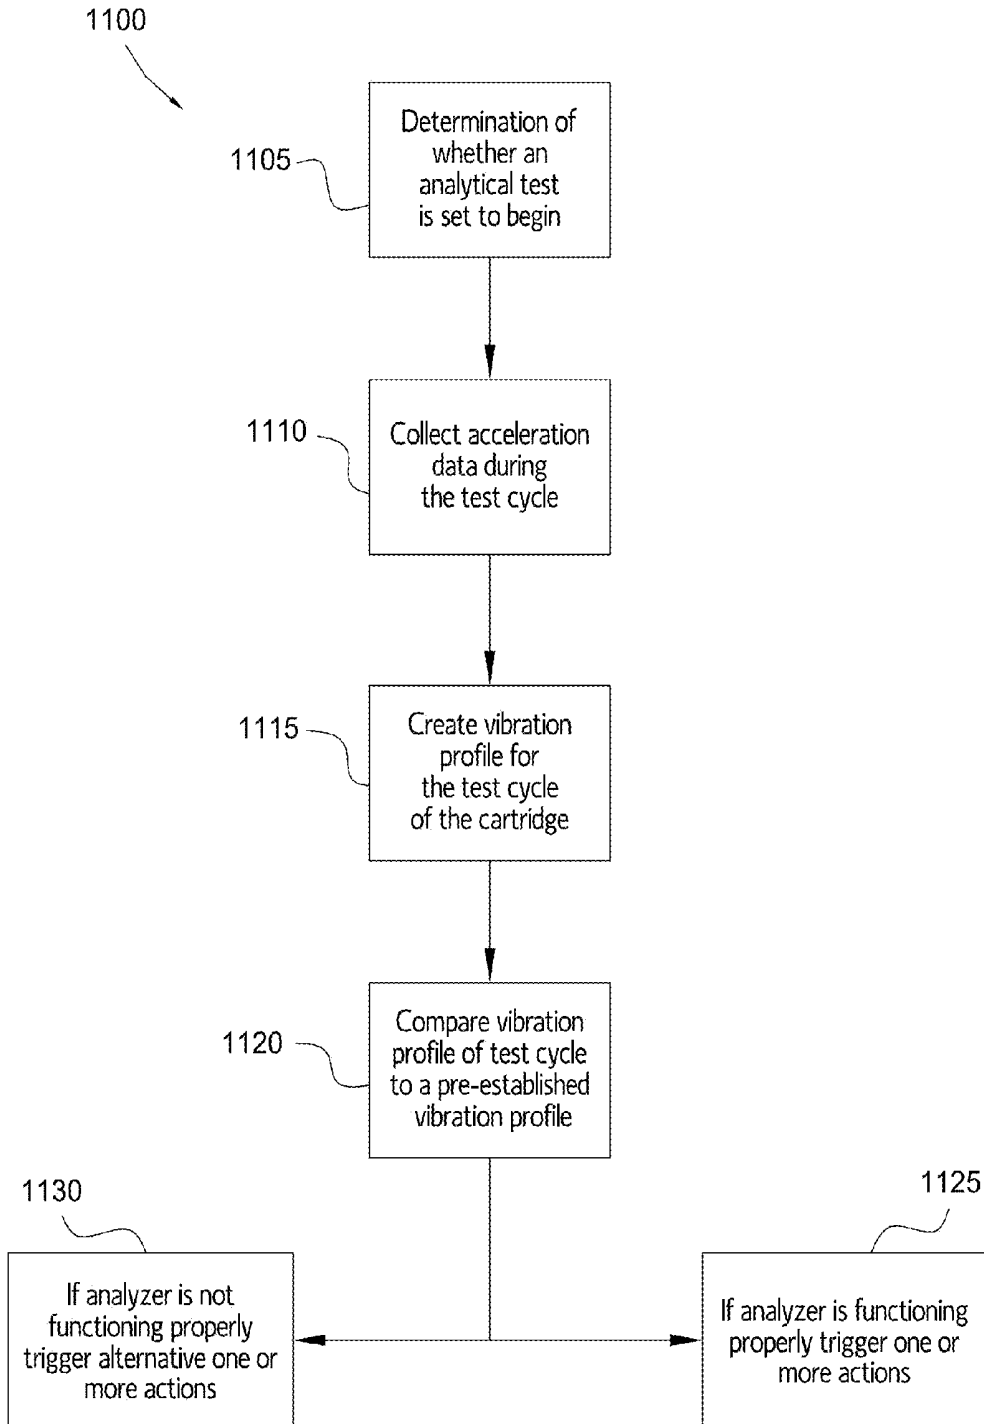 1100
1105
Determination of
whether an
analytical test
is set to begin
1110
Collect acceleration
data during
the test cycle
1115
Create vibration
profile for
the test cycle
of the cartridge
1120
Compare vibration
profile of test cycle
to a pre-established
vibration profile
1130
If analyzer is not
functioning properly
trigger alternative one or
more actions
1125
If analyzer is functioning
properly trigger one or
more actions